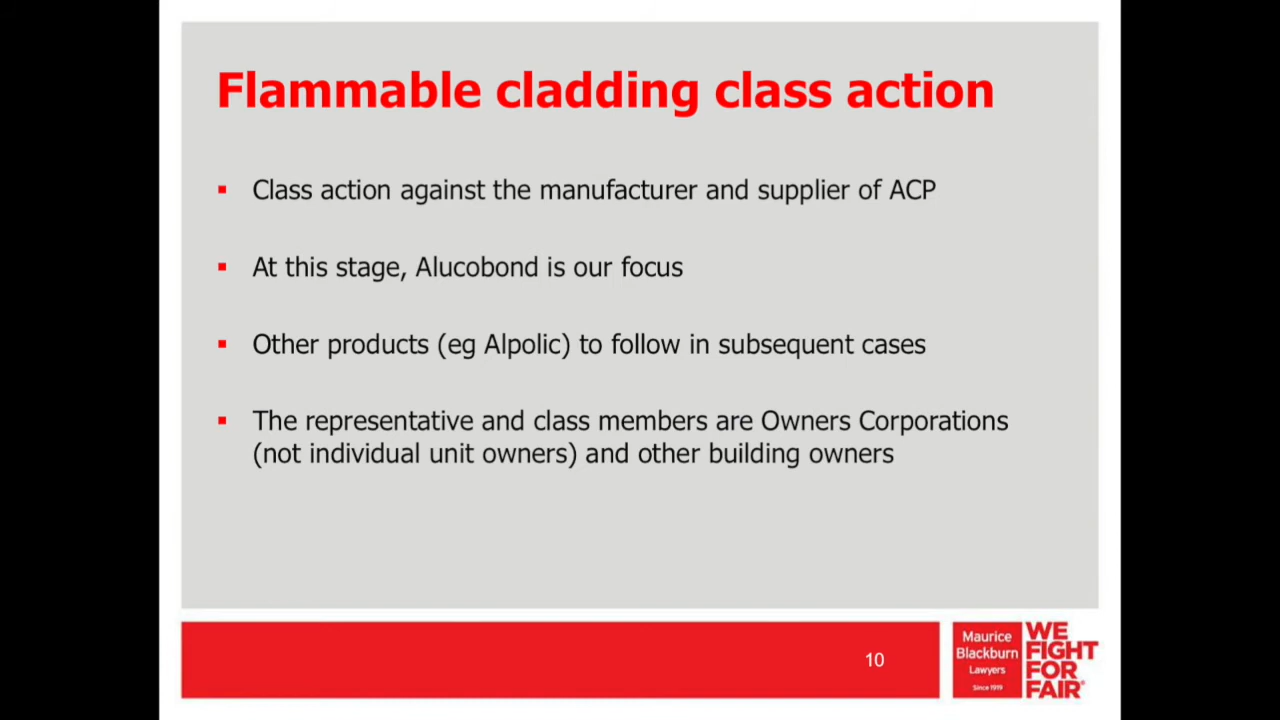 Flammable cladding class action
▪ Class action against the manufacturer and supplier of ACP
▪ At this stage, Alucobond is our focus
▪ Other products (eg Alpolic) to follow in subsequent cases
▪ The representative and class members are Owners Corporations
(not individual unit owners) and other building owners
10
Maurice
Blackburn
Lawyers
Since 1919
WE
FIGHT
FOR
FAIR®